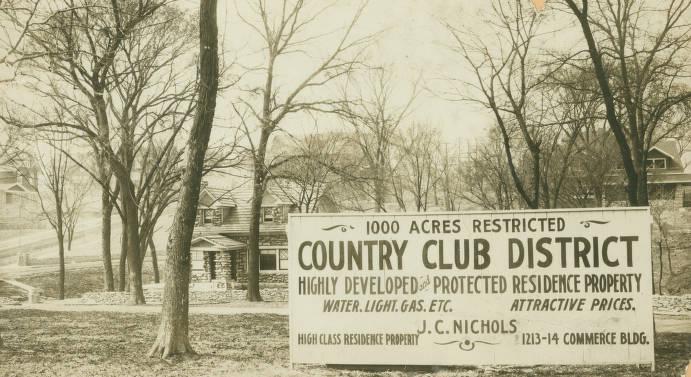 1000 ACRES RESTRICTED
COUNTRY CLUB DISTRICT
HIGHLY DEVELOPED and PROTECTED RESIDENCE PROPERTY
WATER, LIGHT, GAS, ETC. ATTRACTIVE PRICES.
J.C. NICHOLS
HIGH CLASS RESIDENCE PROPERTY 1213-14 COMMERCE BLDG.